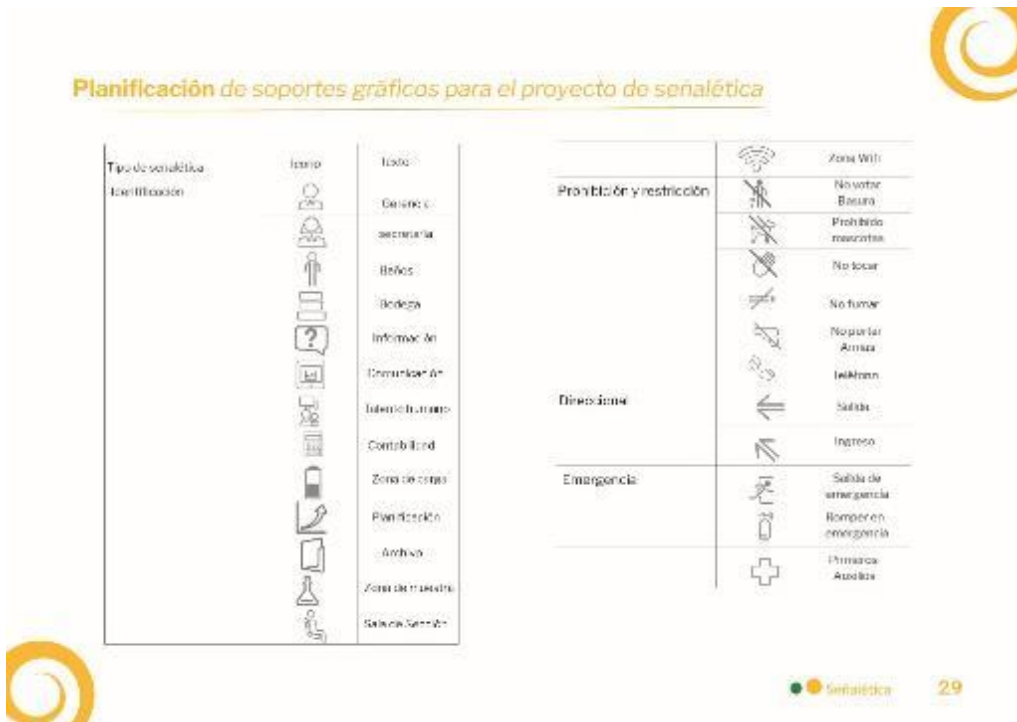 Planificación de soportes gráficos para el proyecto de señalética
Tipo de señalética
Icono
Texto
Identificación
Gerencia
secretaria
Baños
Bodega
Información
Comunicación
Talento humano
Contabilidad
Zona de carga
Planificación
Archivo
Zona de muestra
Sala de Sección
Zona Wifi
Prohibición y restricción
No votar
Basura
Prohibido
mascotas
No tocar
No fumar
No portar
Armas
Teléfono
Direccional
Salida
Ingreso
Emergencia
Salida de
emergencia
Romper en
emergencia
Primeros
Auxilios
Señalética
29